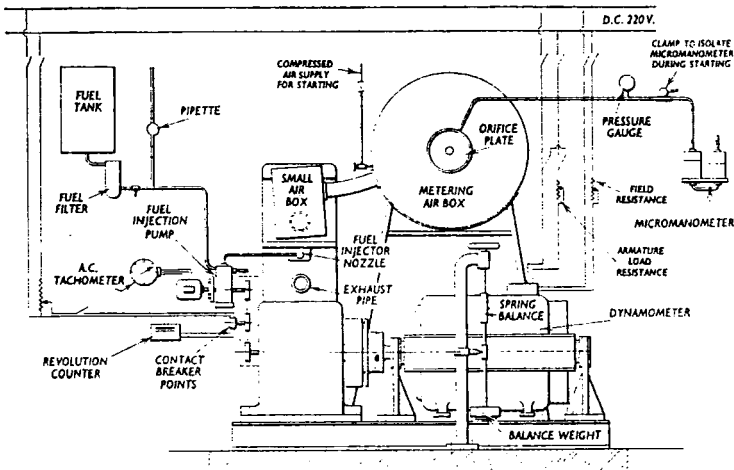 D.C. 220V.
COMPRESSED
AIR SUPPLY
FOR STARTING
CLAMP TO ISOLATE
MICROMANOMETER
DURING STARTING
FUEL
TANK
PIPETTE
ORIFICE
PLATE
PRESSURE
GAUGE
SMALL
AIR
BOX
METERING
AIR BOX
FUEL
FILTER
FUEL
INJECTION
PUMP
FIELD
RESISTANCE
MICROMANOMETER
FUEL
INJECTOR
NOZZLE
ARMATURE
LOAD
RESISTANCE
A.C.
TACHOMETER
EXHAUST
PIPE
SPRING
BALANCE
DYNAMOMETER
REVOLUTION
COUNTER
CONTACT
BREAKER
POINTS
BALANCE WEIGHT